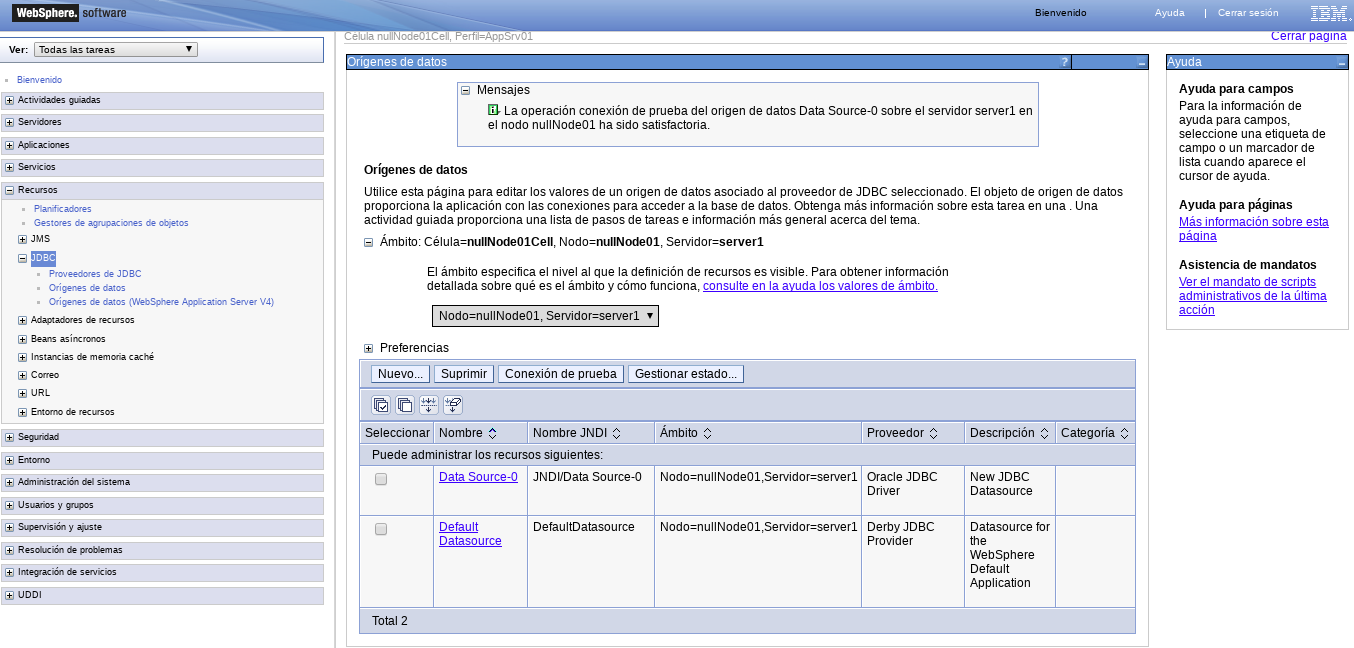 WebSphere. software
Bienvenido
Ayuda | Cerrar sesión
IBM.
Ver: Todas las tareas
Bienvenido
Actividades guiadas
Servidores
Aplicaciones
Servicios
Recursos
Planificadores
Gestores de agrupaciones de objetos
JMS
JDBC
Proveedores de JDBC
Orígenes de datos
Orígenes de datos (WebSphere Application Server V4)
Adaptadores de recursos
Beans asíncronos
Instancias de memoria caché
Correo
URL
Entorno de recursos
Seguridad
Entorno
Administración del sistema
Usuarios y grupos
Supervisión y ajuste
Resolución de problemas
Integración de servicios
UDDI
Célula nullNode01Cell, Perfil=AppSrv01
Cerrar página
Orígenes de datos
?
Mensajes
La operación conexión de prueba del origen de datos Data Source-0 sobre el servidor server1 en
el nodo nullNode01 ha sido satisfactoria.
Orígenes de datos
Utilice esta página para editar los valores de un origen de datos asociado al proveedor de JDBC seleccionado. El objeto de origen de datos
proporciona la aplicación con las conexiones para acceder a la base de datos. Obtenga más información sobre esta tarea en una . Una
actividad guiada proporciona una lista de pasos de tareas e información más general acerca del tema.
Ámbito: Célula=nullNode01Cell, Nodo=nullNode01, Servidor=server1
El ámbito especifica el nivel al que la definición de recursos es visible. Para obtener información
detallada sobre qué es el ámbito y cómo funciona, consulte en la ayuda los valores de ámbito.
Nodo=nullNode01, Servidor=server1
Preferencias
Nuevo... Suprimir Conexión de prueba Gestionar estado...
Seleccionar Nombre Nombre JNDI Ámbito Proveedor Descripción Categoría
Puede administrar los recursos siguientes:
Data Source-0 JNDI/Data Source-0 Nodo=nullNode01,Servidor=server1 Oracle JDBC New JDBC
Driver Datasource
Default DefaultDatasource Nodo=nullNode01,Servidor=server1 Derby JDBC Datasource for
Datasource Provider the
WebSphere
Default
Application
Total 2
Ayuda
Ayuda para campos
Para la información de
ayuda para campos,
seleccione una etiqueta de
campo o un marcador de
lista cuando aparece el
cursor de ayuda.
Ayuda para páginas
Más información sobre esta
página
Asistencia de mandatos
Ver el mandato de scripts
administrativos de la última
acción